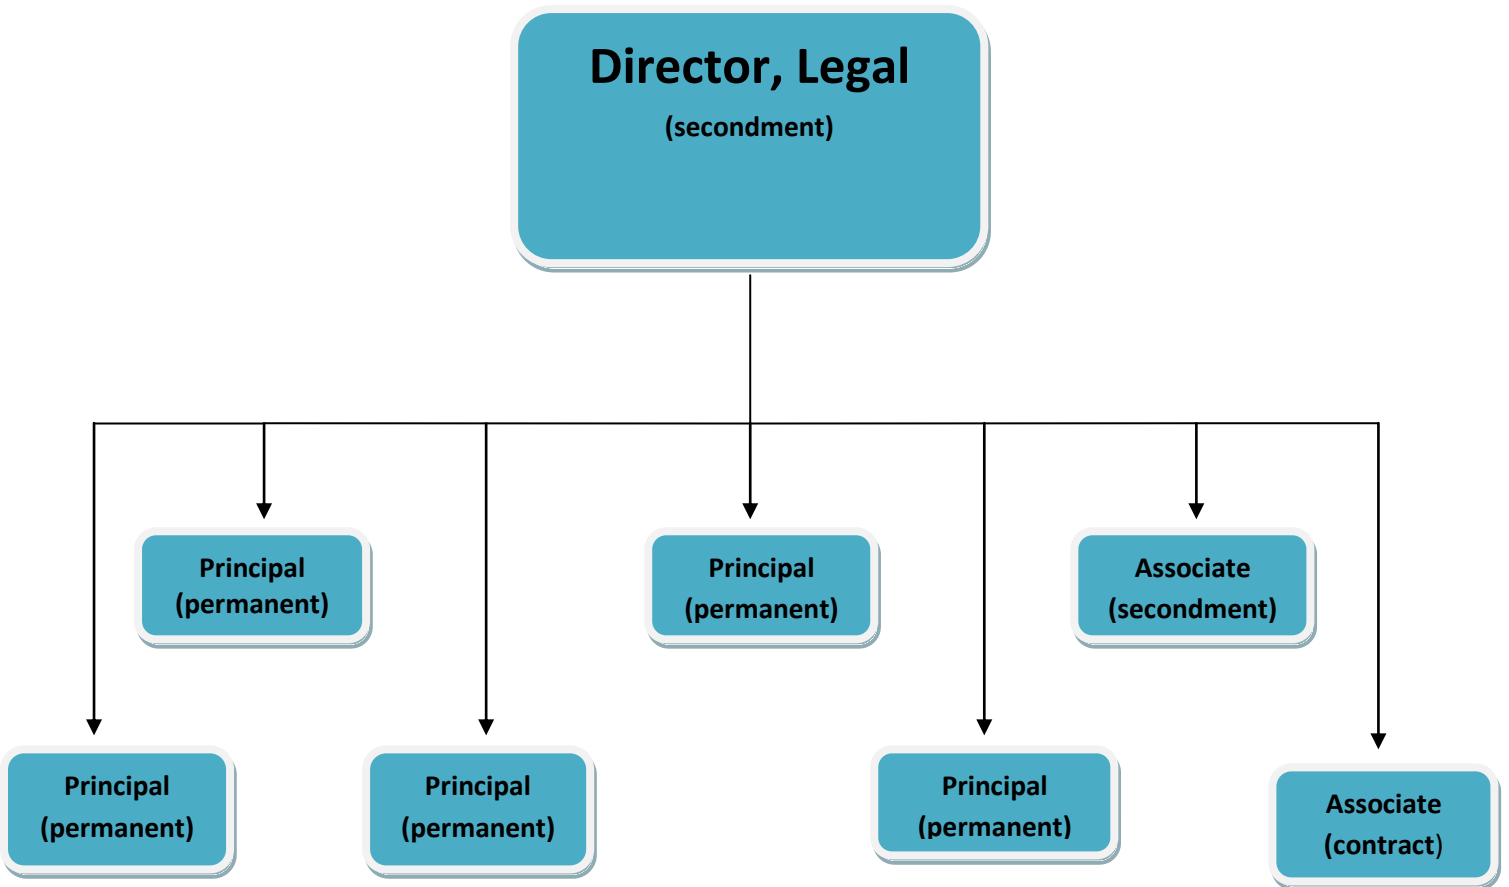 Director, Legal
(secondment)
Principal
(permanent)
Principal
(permanent)
Associate
(secondment)
Principal
(permanent)
Principal
(permanent)
Principal
(permanent)
Associate
(contract)